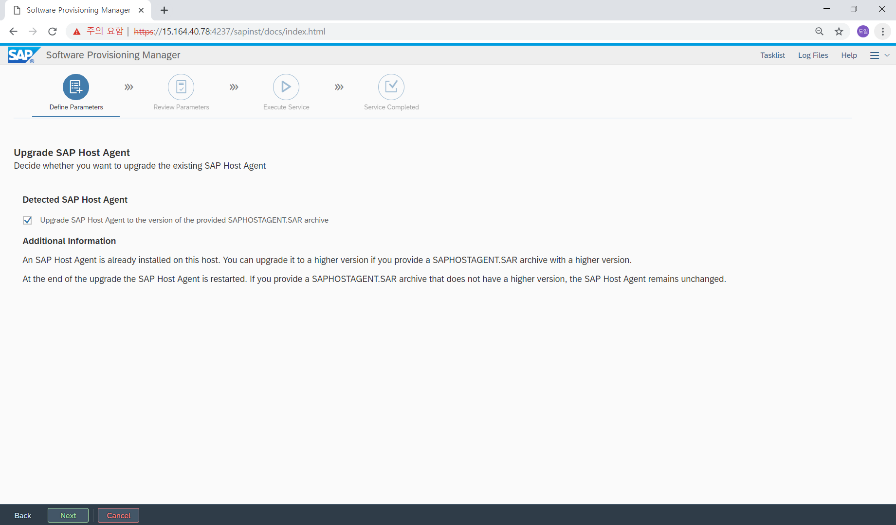 Software Provisioning Manager
주의 요함 | https://15.164.40.78:4237/sapinst/docs/index.html
도일
SAP Software Provisioning Manager
Tasklist Log Files Help
Define Parameters Review Parameters Execute Service Service Completed
Upgrade SAP Host Agent
Decide whether you want to upgrade the existing SAP Host Agent
Detected SAP Host Agent
Upgrade SAP Host Agent to the version of the provided SAPHOSTAGENT.SAR archive
Additional Information
An SAP Host Agent is already installed on this host. You can upgrade it to a higher version if you provide a SAPHOSTAGENT.SAR archive with a higher version.
At the end of the upgrade the SAP Host Agent is restarted. If you provide a SAPHOSTAGENT.SAR archive that does not have a higher version, the SAP Host Agent remains unchanged.
Back Next Cancel